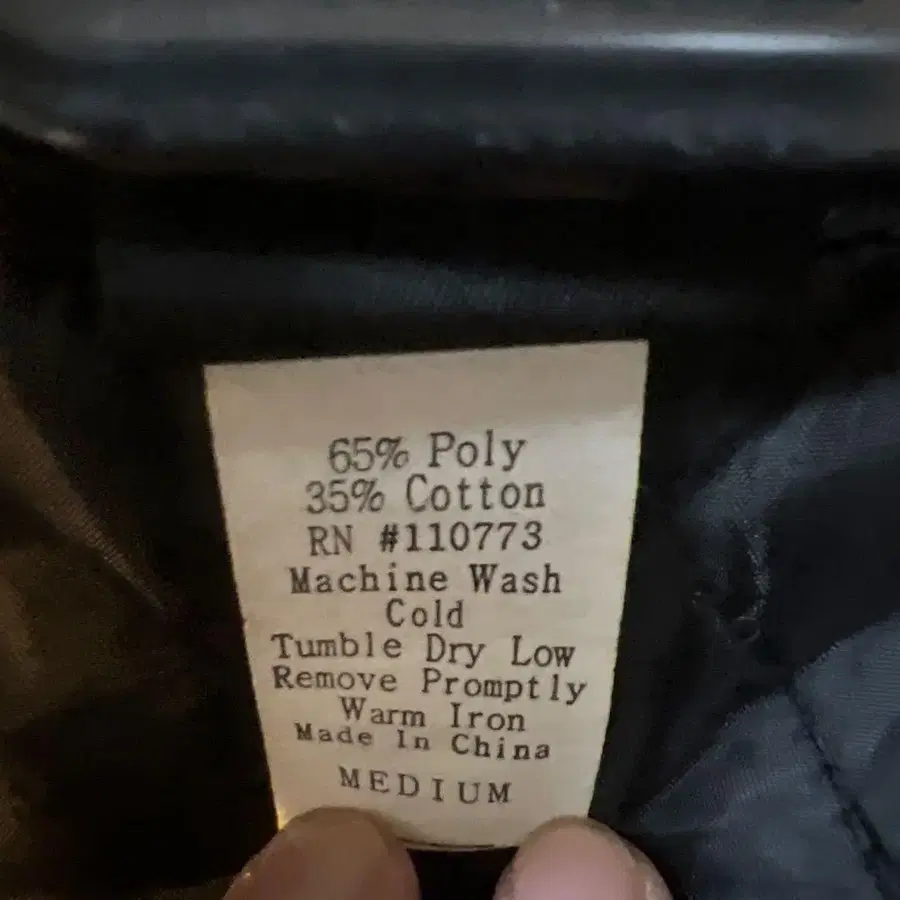 65% Poly
35% Cotton
RN #110773
Machine Wash
Cold
Tumble Dry Low
Remove Promptly
Warm Iron
Made In China
MEDIUM